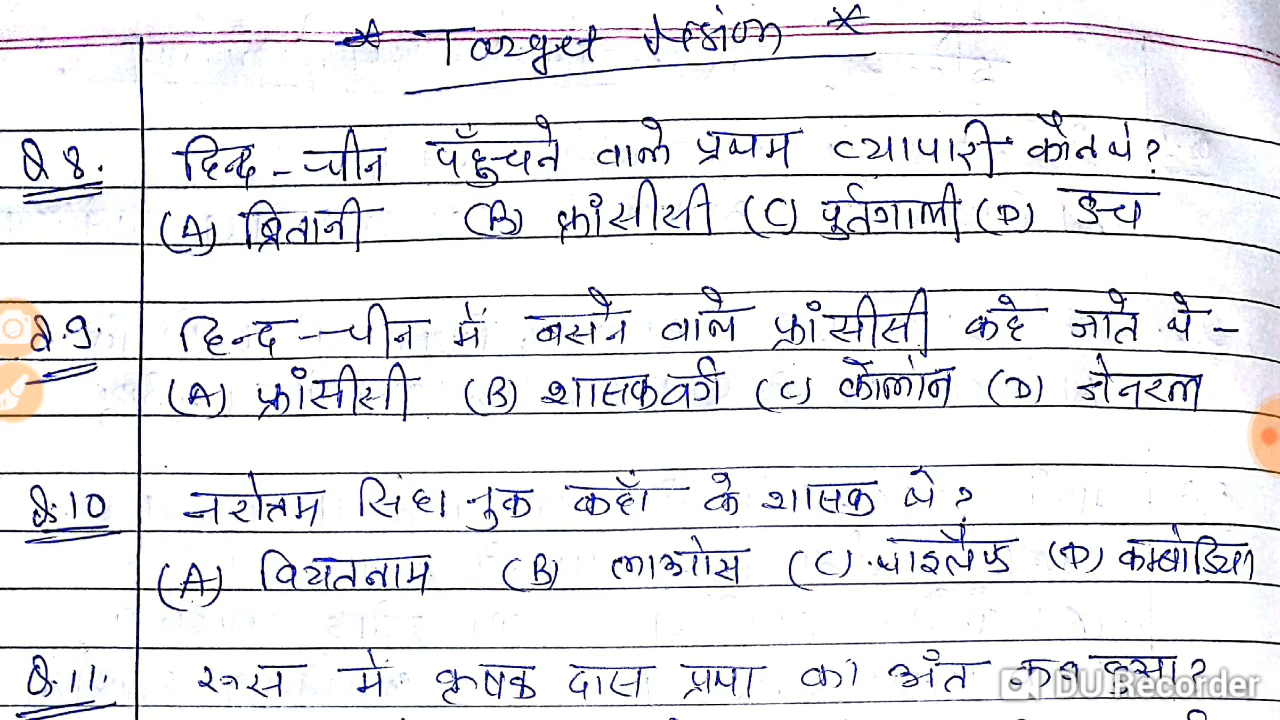 * Target Vision *
Q 8. हिन्द - चीन पहुँचने वाले प्रथम व्यापारी कौन थे?
(A) ब्रितानी (B) फ्रांसीसी (C) पुर्तगाली (D) डच
Q.9. हिन्द - चीन में बसने वाले फ्रांसीसी कहे जाते थे -
(A) फ्रांसीसी (B) शासकवर्ग (C) कोलोन (D) जेनरल
Q.10 नरोतम सिंहानुक कहाँ के शासक थे?
(A) वियतनाम (B) लाओस (C) थाइलैंड (D) कम्बोडिया
Q.11. रूस में कृषक दास प्रथा का अंत कब हुआ?
DU Recorder